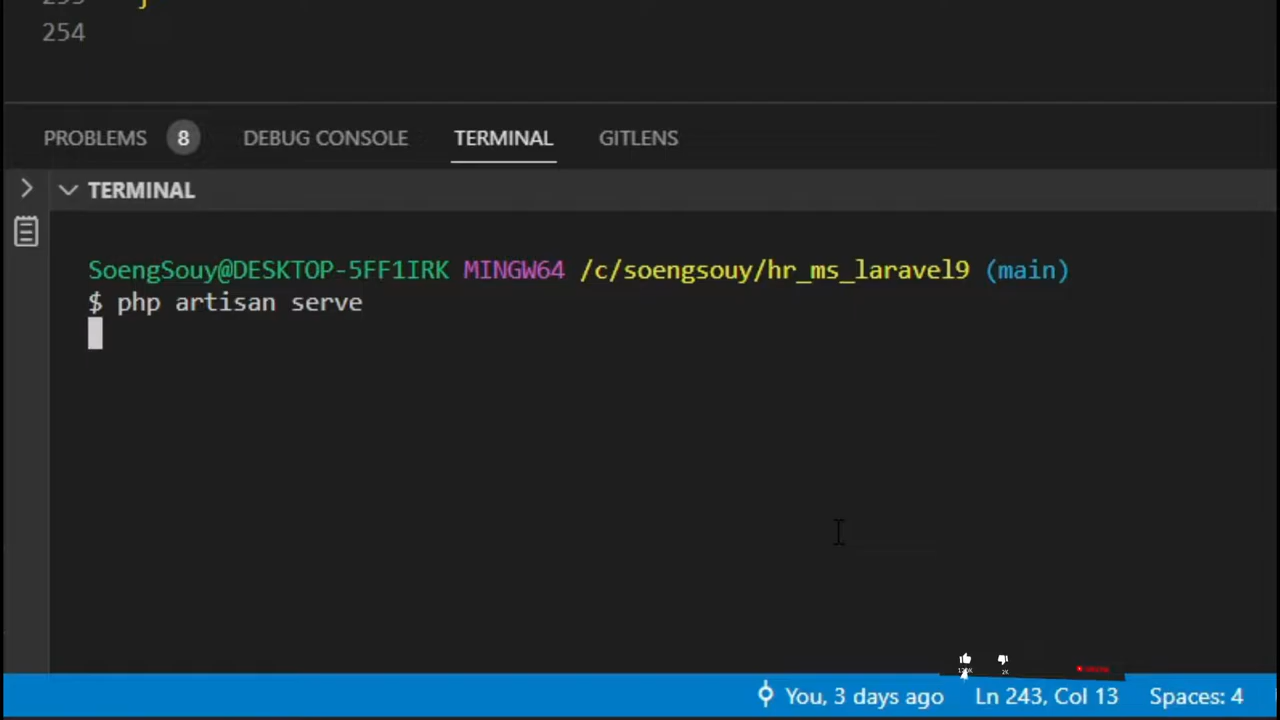 254
PROBLEMS 8 DEBUG CONSOLE TERMINAL GITLENS
TERMINAL
SoengSouy@DESKTOP-5FF1IRK MINGW64 /c/soengsouy/hr_ms_laravel9 (main)
$ php artisan serve
You, 3 days ago Ln 243, Col 13 Spaces: 4